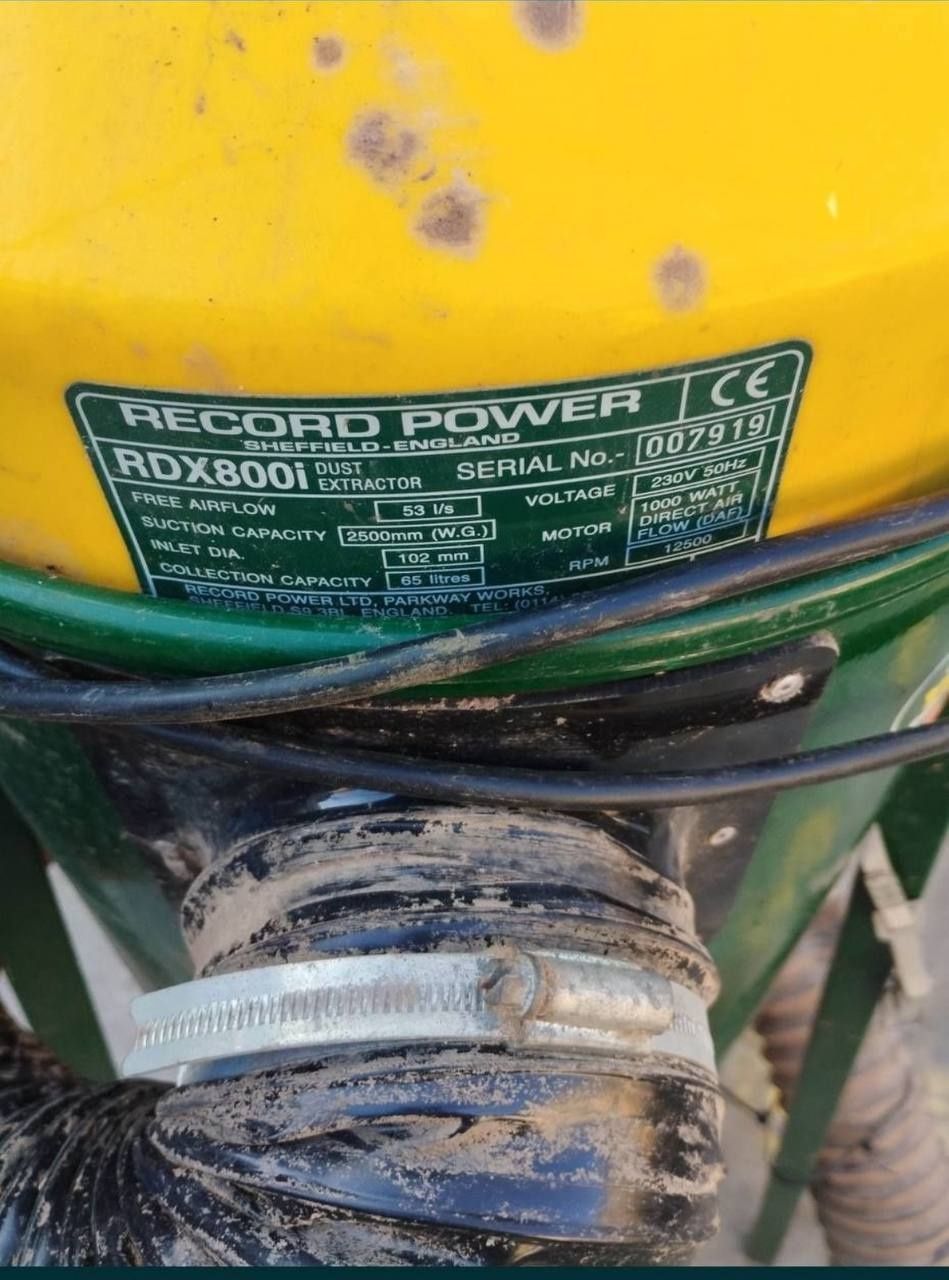 RECORD POWER
CE
SHEFFIELD-ENGLAND
RDX800i DUST EXTRACTOR
SERIAL No.- 007919
FREE AIRFLOW 53 l/s
VOLTAGE 230V 50Hz
SUCTION CAPACITY 2500mm (W.G.)
MOTOR 1000 WATT DIRECT AIR FLOW (DAF)
INLET DIA. 102 mm
RPM 12500
COLLECTION CAPACITY 65 litres
RECORD POWER LTD, PARKWAY WORKS,
SHEFFIELD S9 3BL ENGLAND. TEL: (0114)